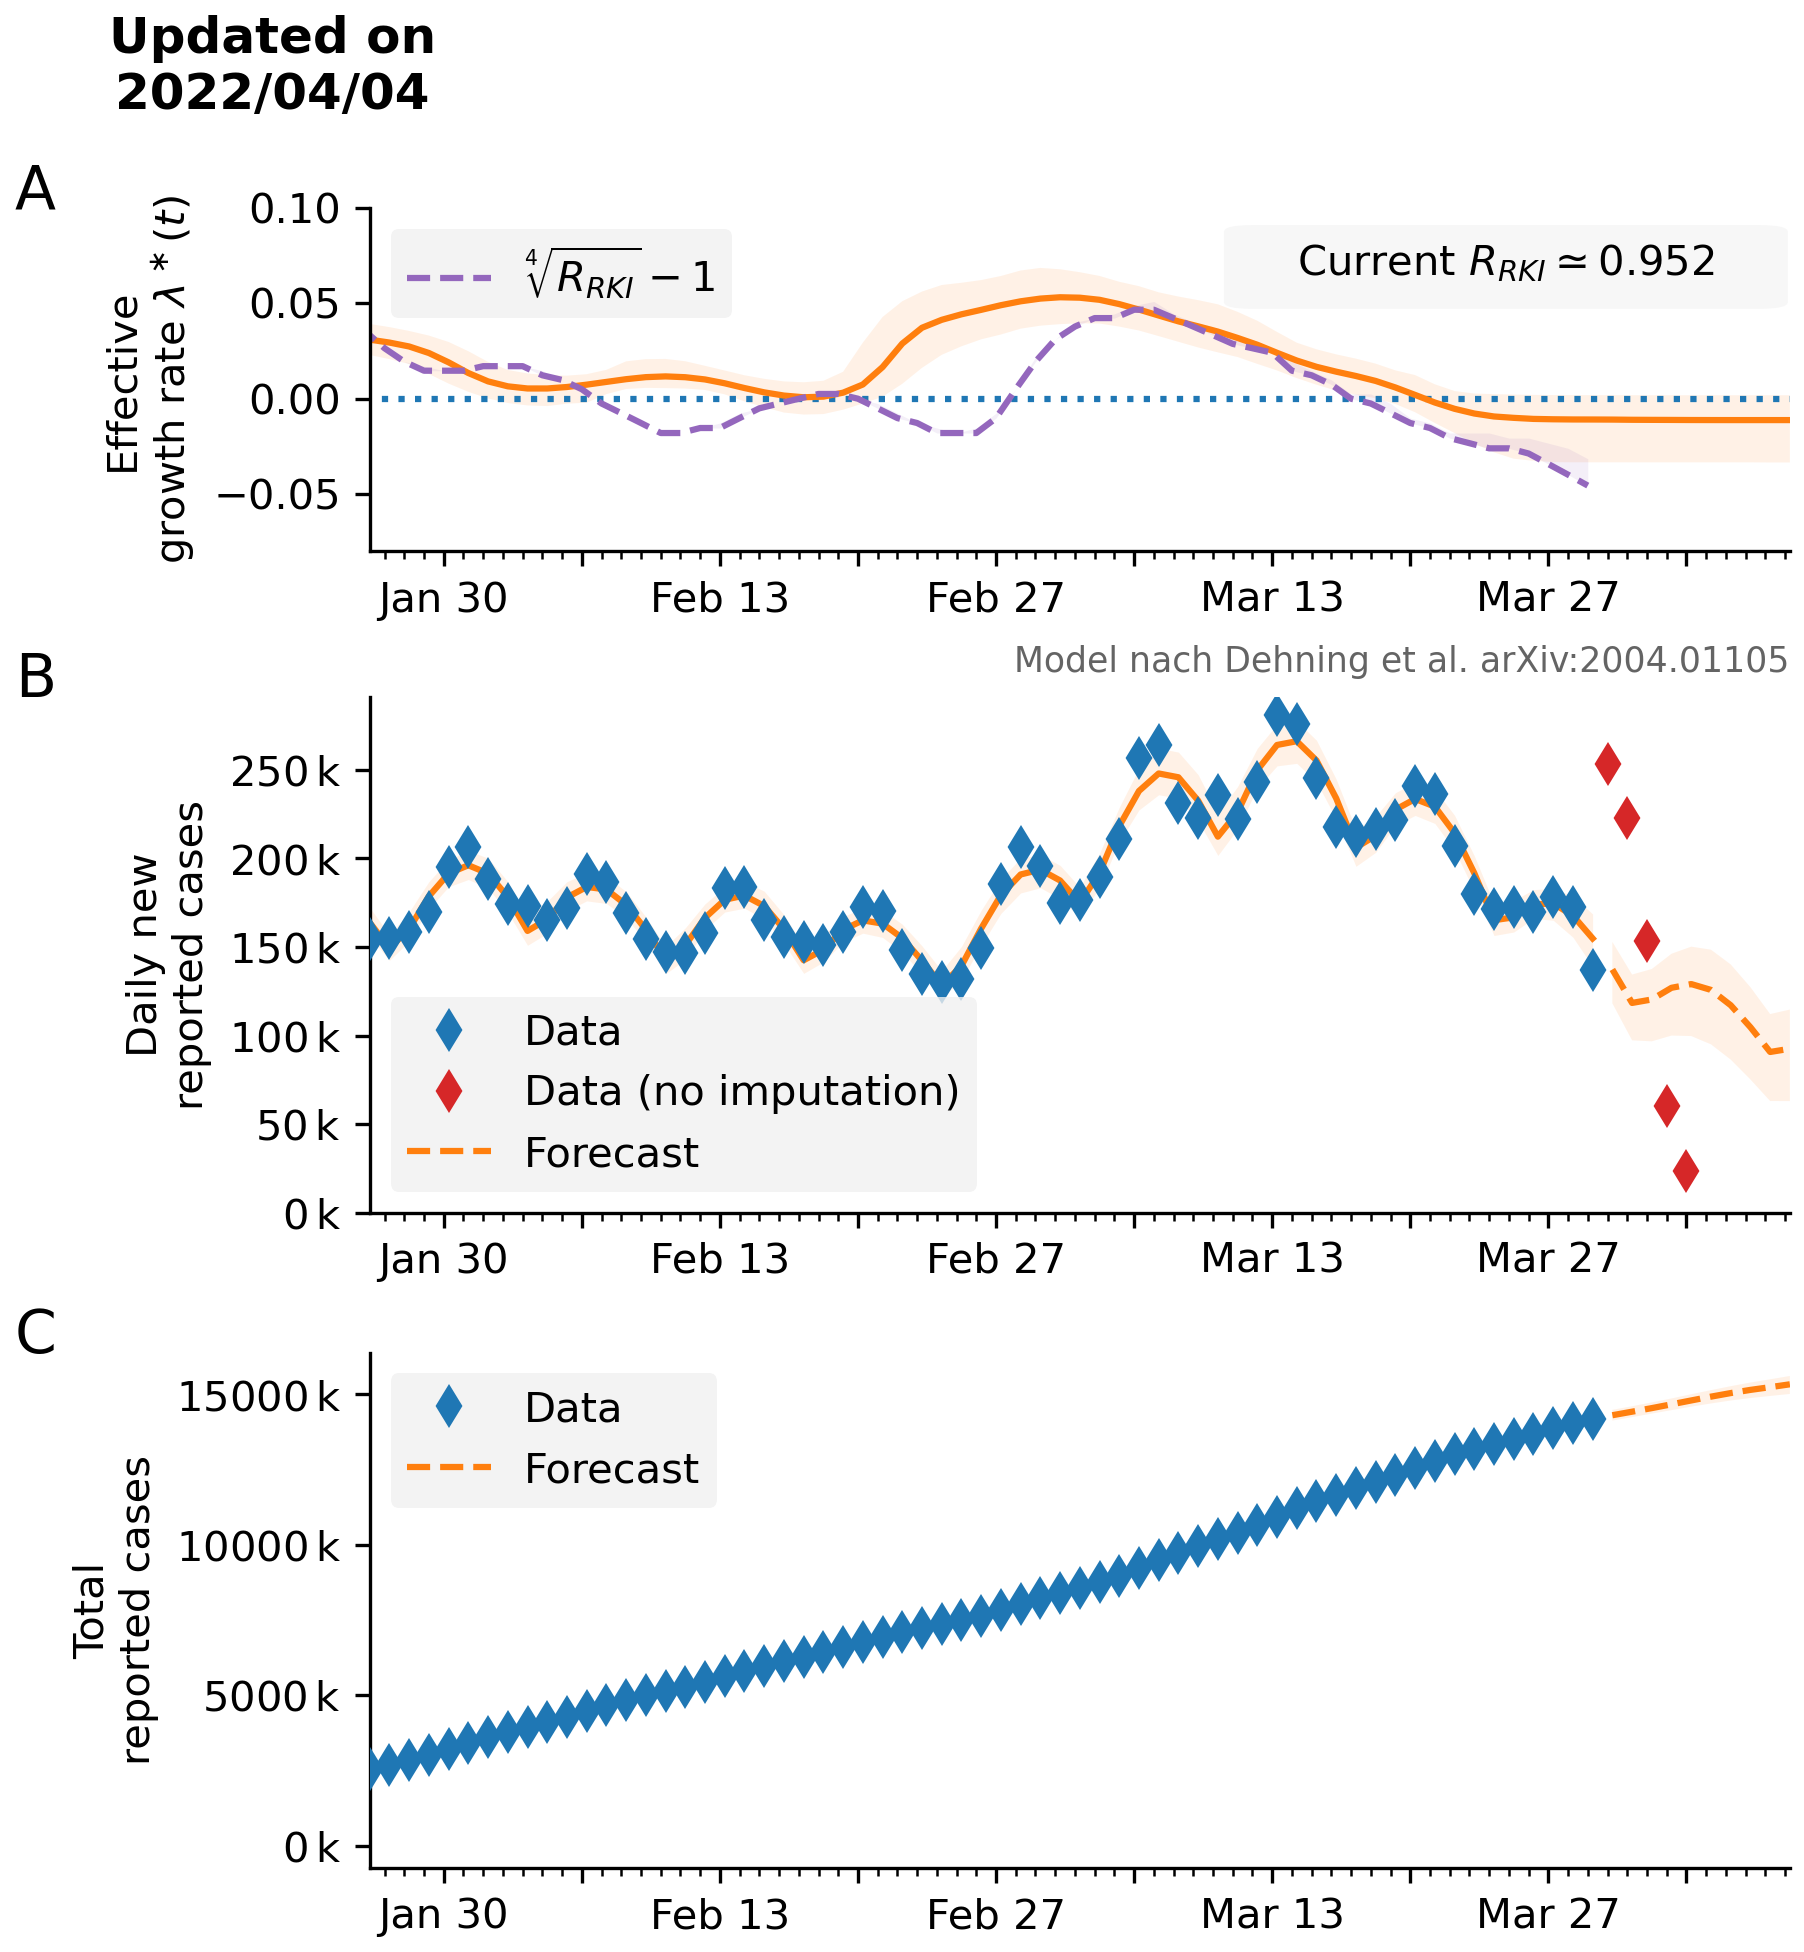 Updated on
2022/04/04
A
Effective
growth rate λ * (t)
0.10
0.05
0.00
−0.05
∜R_RKI − 1
Current R_RKI ≃ 0.952
Jan 30 Feb 13 Feb 27 Mar 13 Mar 27
Model nach Dehning et al. arXiv:2004.01105
B
Daily new
reported cases
250 k
200 k
150 k
100 k
50 k
0 k
Data
Data (no imputation)
Forecast
Jan 30 Feb 13 Feb 27 Mar 13 Mar 27
C
Total
reported cases
15000 k
10000 k
5000 k
0 k
Data
Forecast
Jan 30 Feb 13 Feb 27 Mar 13 Mar 27